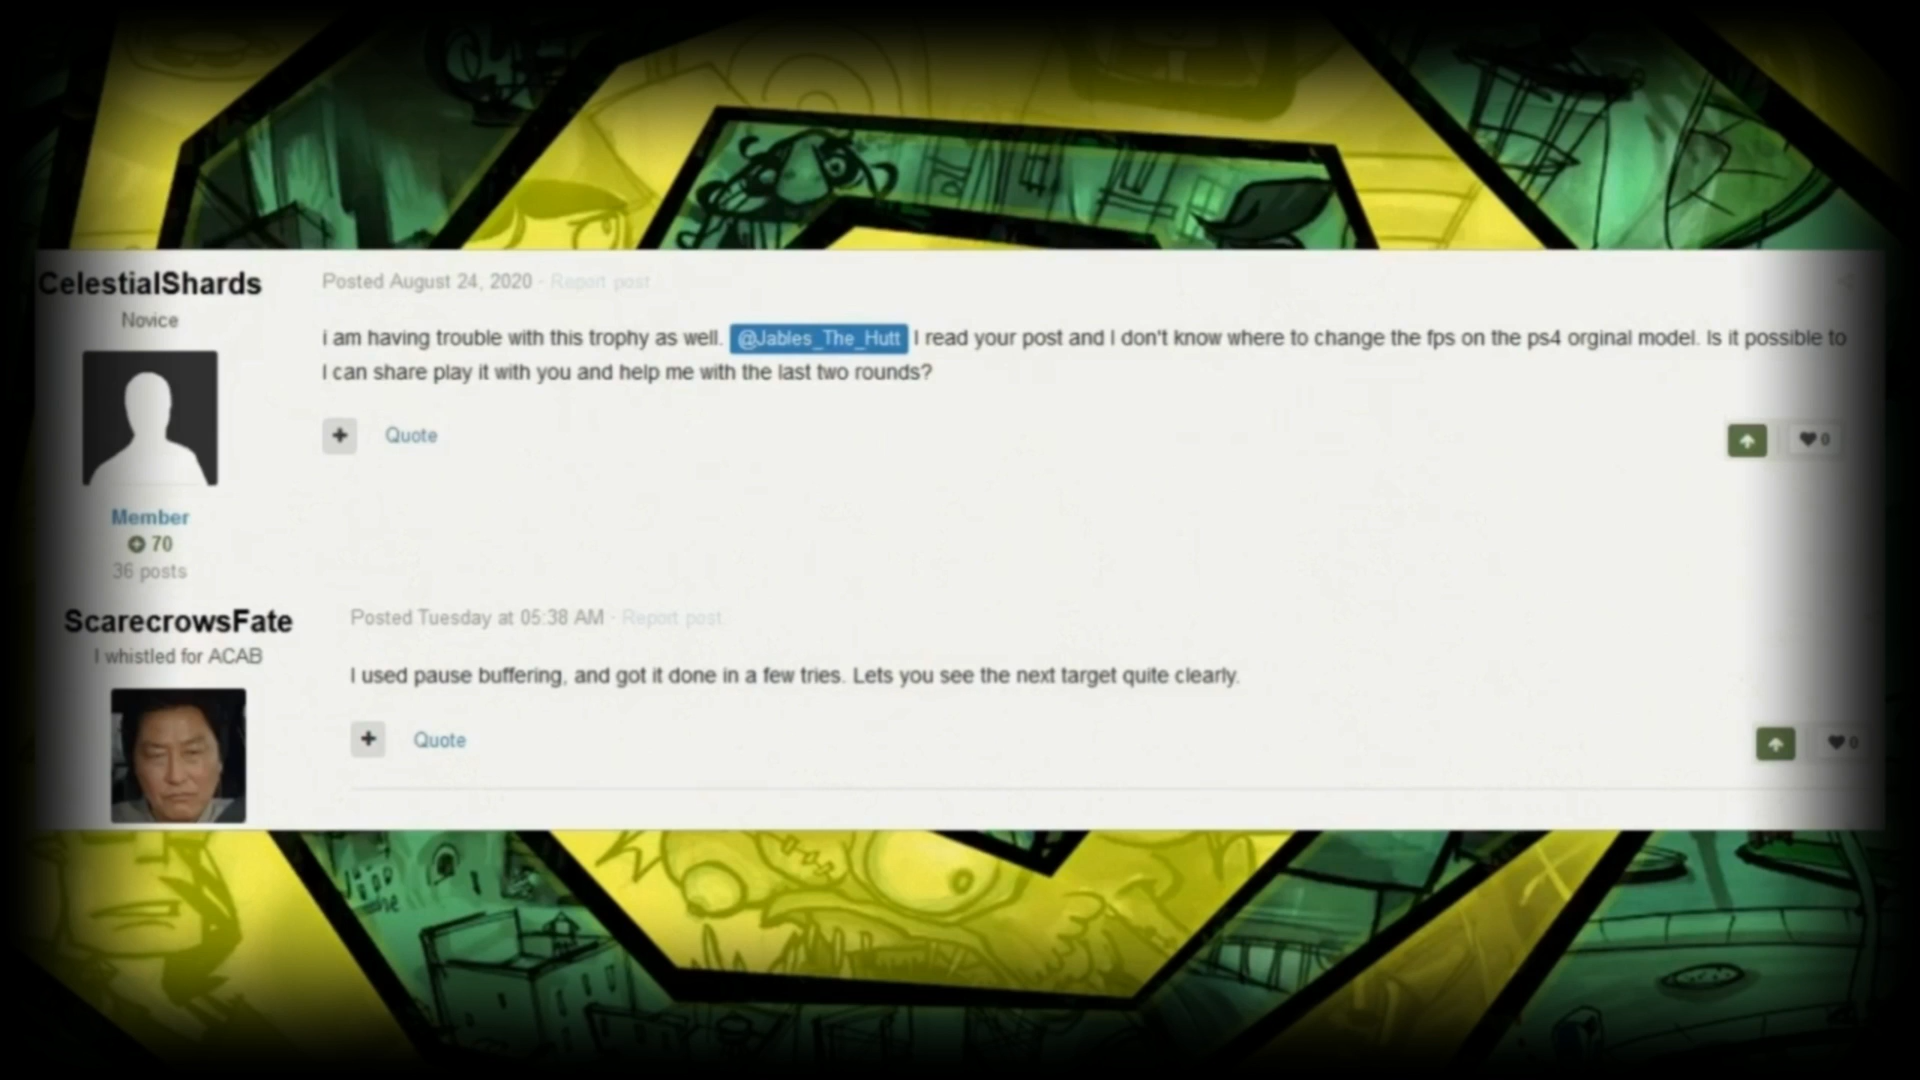 CelestialShards
Novice
Posted August 24, 2020 · Report post
i am having trouble with this trophy as well. @Jables_The_Hutt I read your post and I don't know where to change the fps on the ps4 orginal model. Is it possible to
I can share play it with you and help me with the last two rounds?
+ Quote
0
Member
70
36 posts
ScarecrowsFate
I whistled for ACAB
Posted Tuesday at 05:38 AM · Report post
I used pause buffering, and got it done in a few tries. Lets you see the next target quite clearly.
+ Quote
0